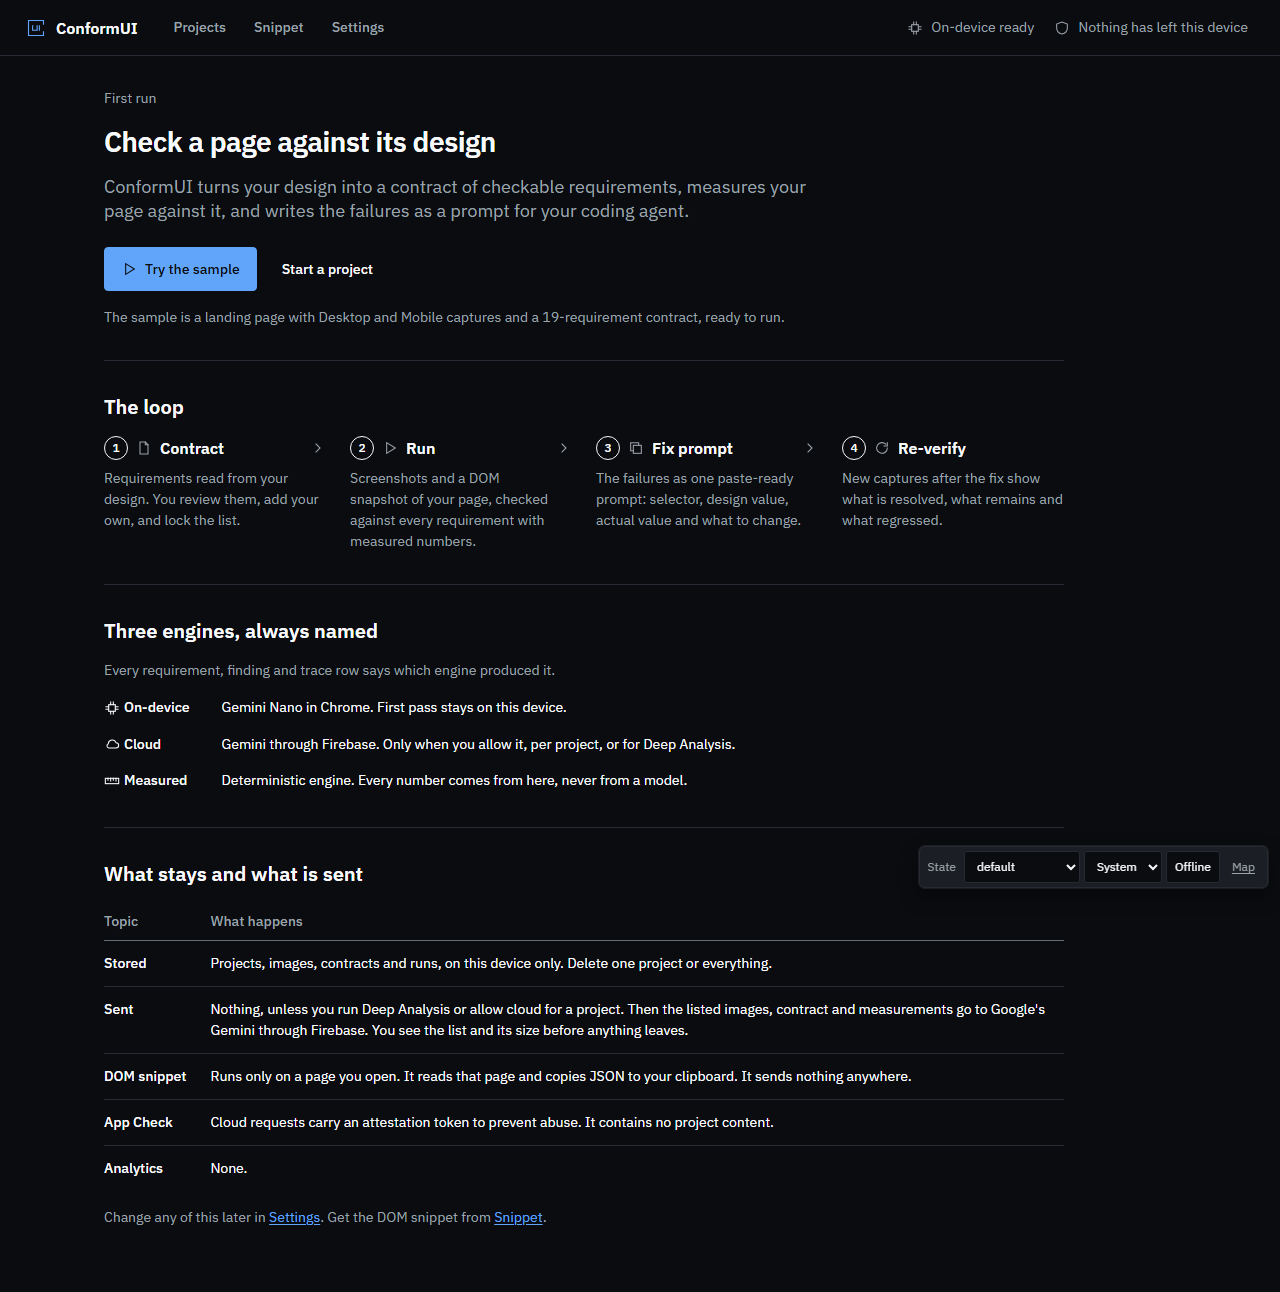 UI ConformUI Projects Snippet Settings On-device ready Nothing has left this device
First run
Check a page against its design
ConformUI turns your design into a contract of checkable requirements, measures your
page against it, and writes the failures as a prompt for your coding agent.
Try the sample Start a project
The sample is a landing page with Desktop and Mobile captures and a 19-requirement contract, ready to run.
The loop
1 Contract
Requirements read from your
design. You review them, add your
own, and lock the list.
2 Run
Screenshots and a DOM
snapshot of your page, checked
against every requirement with
measured numbers.
3 Fix prompt
The failures as one paste-ready
prompt: selector, design value,
actual value and what to change.
4 Re-verify
New captures after the fix show
what is resolved, what remains and
what regressed.
Three engines, always named
Every requirement, finding and trace row says which engine produced it.
On-device Gemini Nano in Chrome. First pass stays on this device.
Cloud Gemini through Firebase. Only when you allow it, per project, or for Deep Analysis.
Measured Deterministic engine. Every number comes from here, never from a model.
State default System Offline Map
What stays and what is sent
Topic What happens
Stored Projects, images, contracts and runs, on this device only. Delete one project or everything.
Sent Nothing, unless you run Deep Analysis or allow cloud for a project. Then the listed images, contract and measurements go to Google's
Gemini through Firebase. You see the list and its size before anything leaves.
DOM snippet Runs only on a page you open. It reads that page and copies JSON to your clipboard. It sends nothing anywhere.
App Check Cloud requests carry an attestation token to prevent abuse. It contains no project content.
Analytics None.
Change any of this later in Settings. Get the DOM snippet from Snippet.